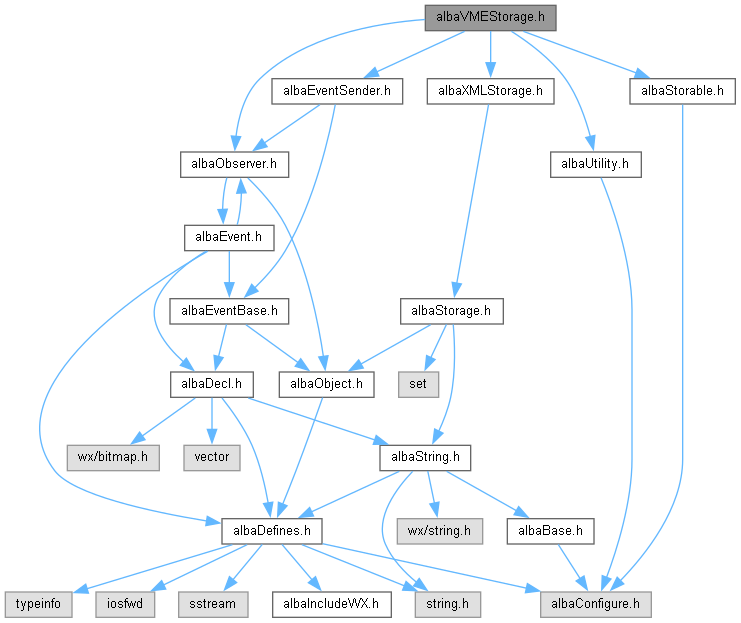 albaVMEStorage.h
albaEventSender.h
albaXMLStorage.h
albaStorable.h
albaObserver.h
albaUtility.h
albaEvent.h
albaEventBase.h
albaStorage.h
albaDecl.h
albaObject.h
set
wx/bitmap.h
vector
albaString.h
albaDefines.h
wx/string.h
albaBase.h
typeinfo
iosfwd
sstream
albaIncludeWX.h
string.h
albaConfigure.h